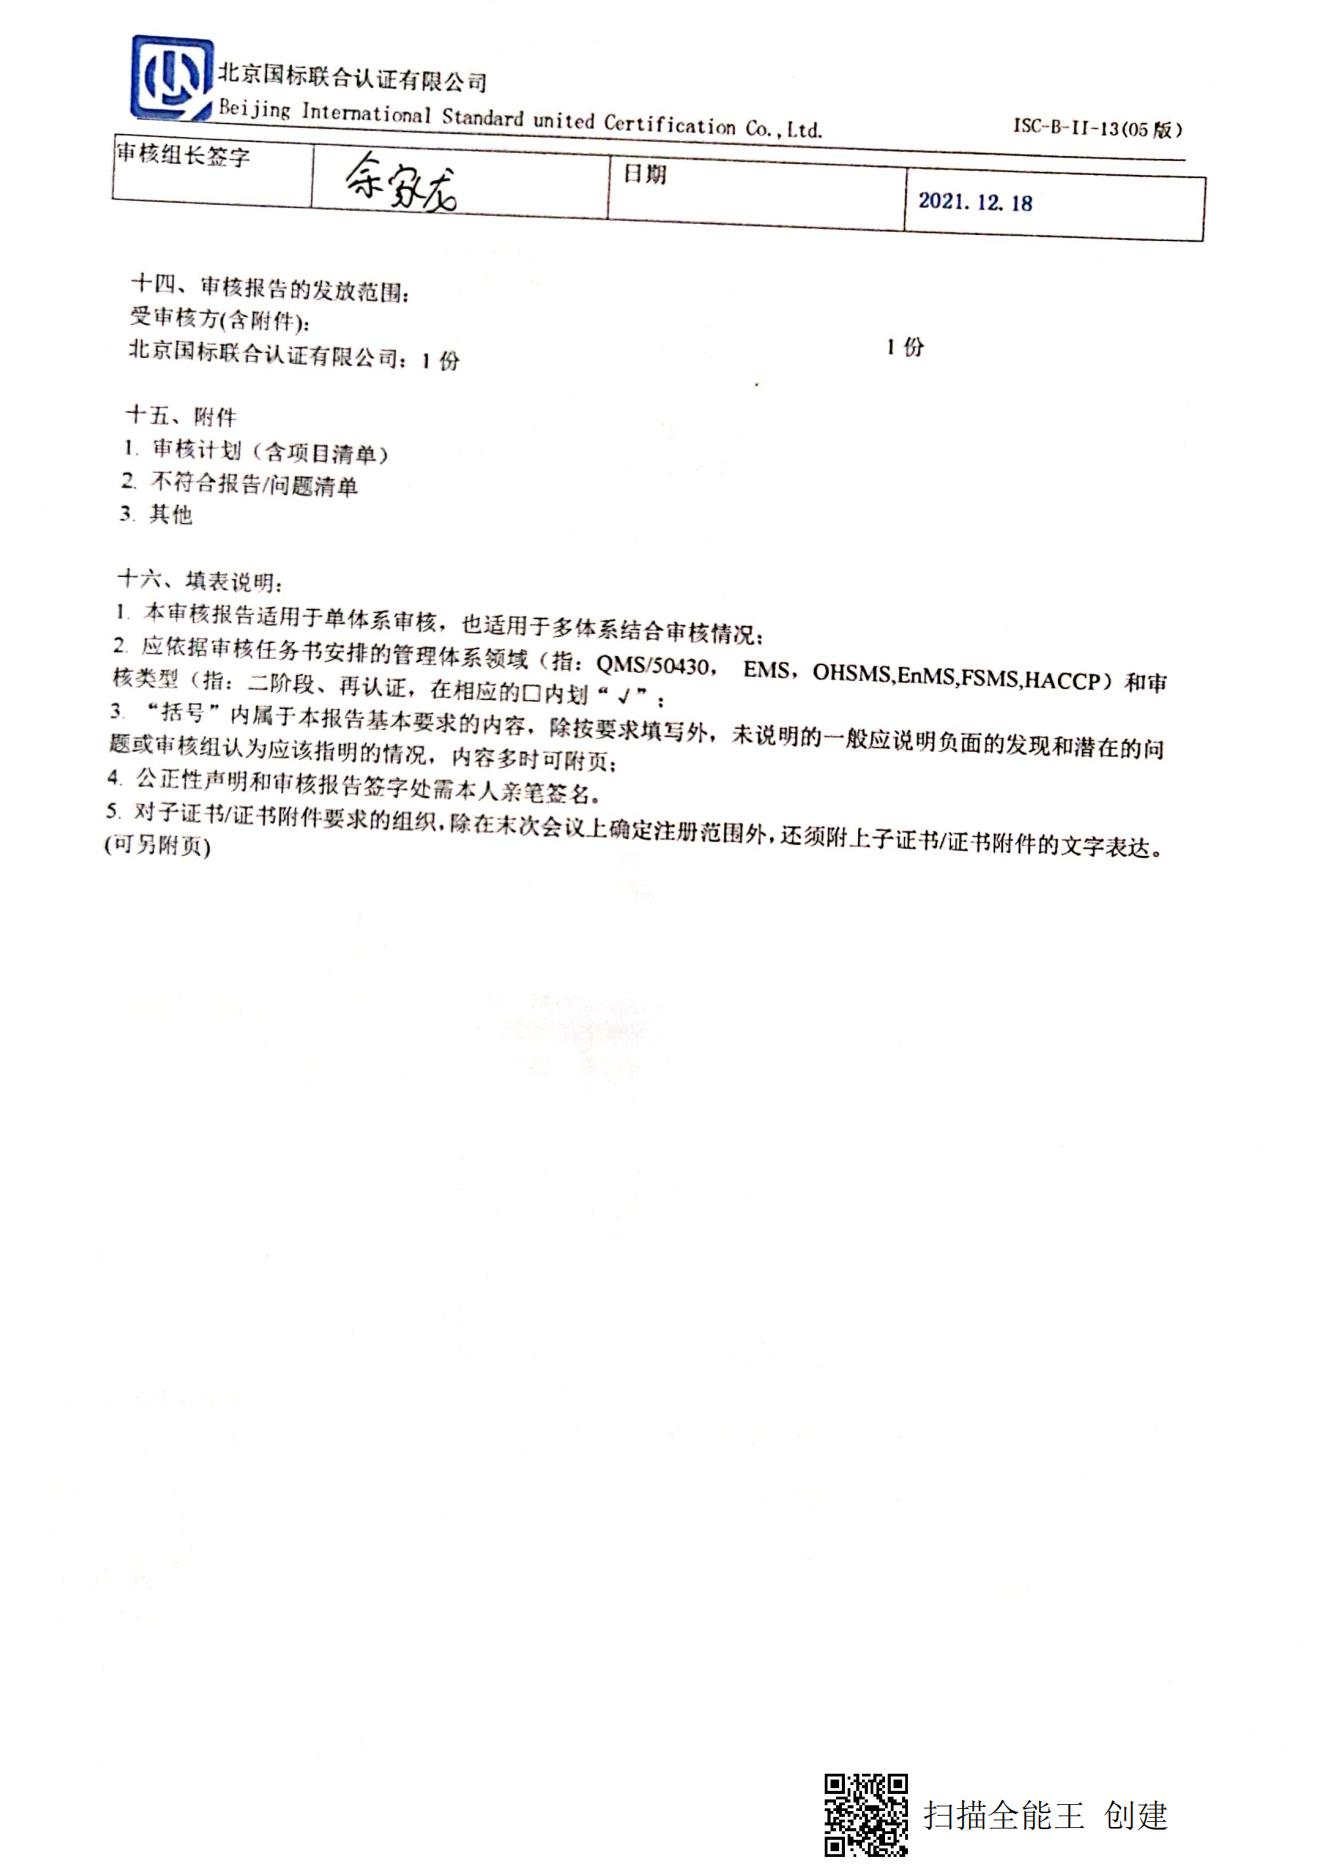 北京国标联合认证有限公司
Beijing International Standard united Certification Co.,Ltd.
ISC-B-II-13(05版)
审核组长签字 余家龙 日期 2021.12.18
十四、审核报告的发放范围：
受审核方(含附件)：
1 份
北京国标联合认证有限公司：1 份
十五、附件
1. 审核计划（含项目清单）
2. 不符合报告/问题清单
3. 其他
十六、填表说明：
1. 本审核报告适用于单体系审核，也适用于多体系结合审核情况；
2. 应依据审核任务书安排的管理体系领域（指：QMS/50430， EMS，OHSMS,EnMS,FSMS,HACCP）和审
核类型（指：二阶段、再认证，在相应的□内划“√”；
3. “括号”内属于本报告基本要求的内容，除按要求填写外，未说明的一般应说明负面的发现和潜在的问
题或审核组认为应该指明的情况，内容多时可附页；
4. 公正性声明和审核报告签字处需本人亲笔签名。
5. 对子证书/证书附件要求的组织，除在末次会议上确定注册范围外，还须附上子证书/证书附件的文字表达。
(可另附页)
扫描全能王 创建